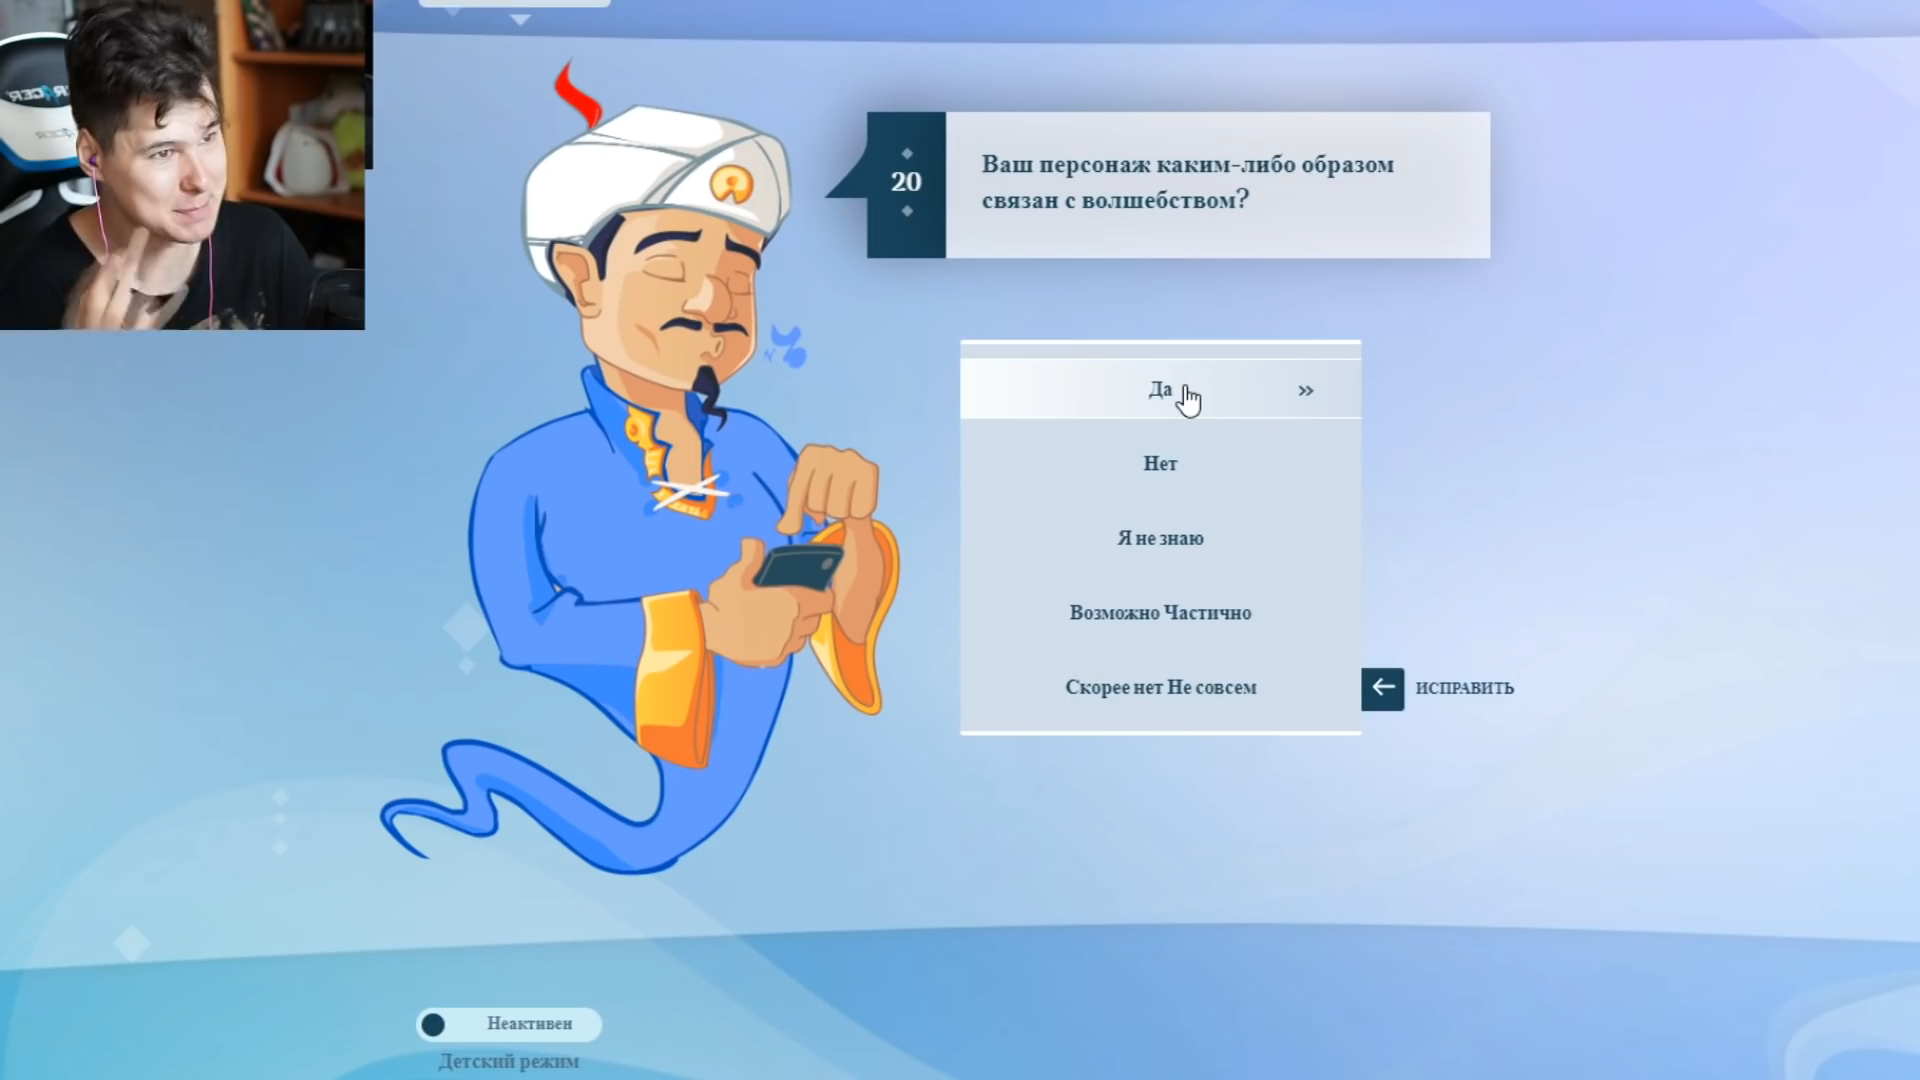 20
Ваш персонаж каким-либо образом
связан с волшебством?
Да
Нет
Я не знаю
Возможно Частично
Скорее нет Не совсем
ИСПРАВИТЬ
Неактивен
Детский режим